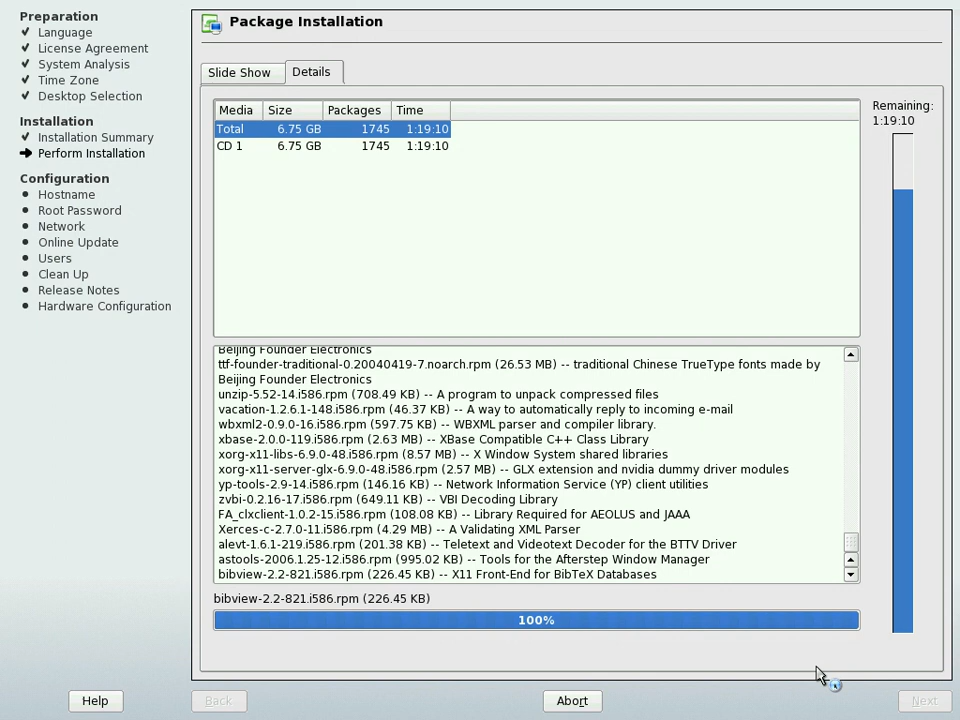 Preparation
Language
License Agreement
System Analysis
Time Zone
Desktop Selection
Installation
Installation Summary
Perform Installation
Configuration
Hostname
Root Password
Network
Online Update
Users
Clean Up
Release Notes
Hardware Configuration
Package Installation
Slide Show
Details
Media Size Packages Time
Total 6.75 GB 1745 1:19:10
CD 1 6.75 GB 1745 1:19:10
Remaining:
1:19:10
Beijing Founder Electronics
ttf-founder-traditional-0.20040419-7.noarch.rpm (26.53 MB) -- traditional Chinese TrueType fonts made by
Beijing Founder Electronics
unzip-5.52-14.i586.rpm (708.49 KB) -- A program to unpack compressed files
vacation-1.2.6.1-148.i586.rpm (46.37 KB) -- A way to automatically reply to incoming e-mail
wbxml2-0.9.0-16.i586.rpm (597.75 KB) -- WBXML parser and compiler library.
xbase-2.0.0-119.i586.rpm (2.63 MB) -- XBase Compatible C++ Class Library
xorg-x11-libs-6.9.0-48.i586.rpm (8.57 MB) -- X Window System shared libraries
xorg-x11-server-glx-6.9.0-48.i586.rpm (2.57 MB) -- GLX extension and nvidia dummy driver modules
yp-tools-2.9-14.i586.rpm (146.16 KB) -- Network Information Service (YP) client utilities
zvbi-0.2.16-17.i586.rpm (649.11 KB) -- VBI Decoding Library
FA_clxclient-1.0.2-15.i586.rpm (108.08 KB) -- Library Required for AEOLUS and JAAA
Xerces-c-2.7.0-11.i586.rpm (4.29 MB) -- A Validating XML Parser
alevt-1.6.1-219.i586.rpm (201.38 KB) -- Teletext and Videotext Decoder for the BTTV Driver
astools-2006.1.25-12.i586.rpm (995.02 KB) -- Tools for the Afterstep Window Manager
bibview-2.2-821.i586.rpm (226.45 KB) -- X11 Front-End for BibTeX Databases
bibview-2.2-821.i586.rpm (226.45 KB)
100%
Help
Back
Abort
Next